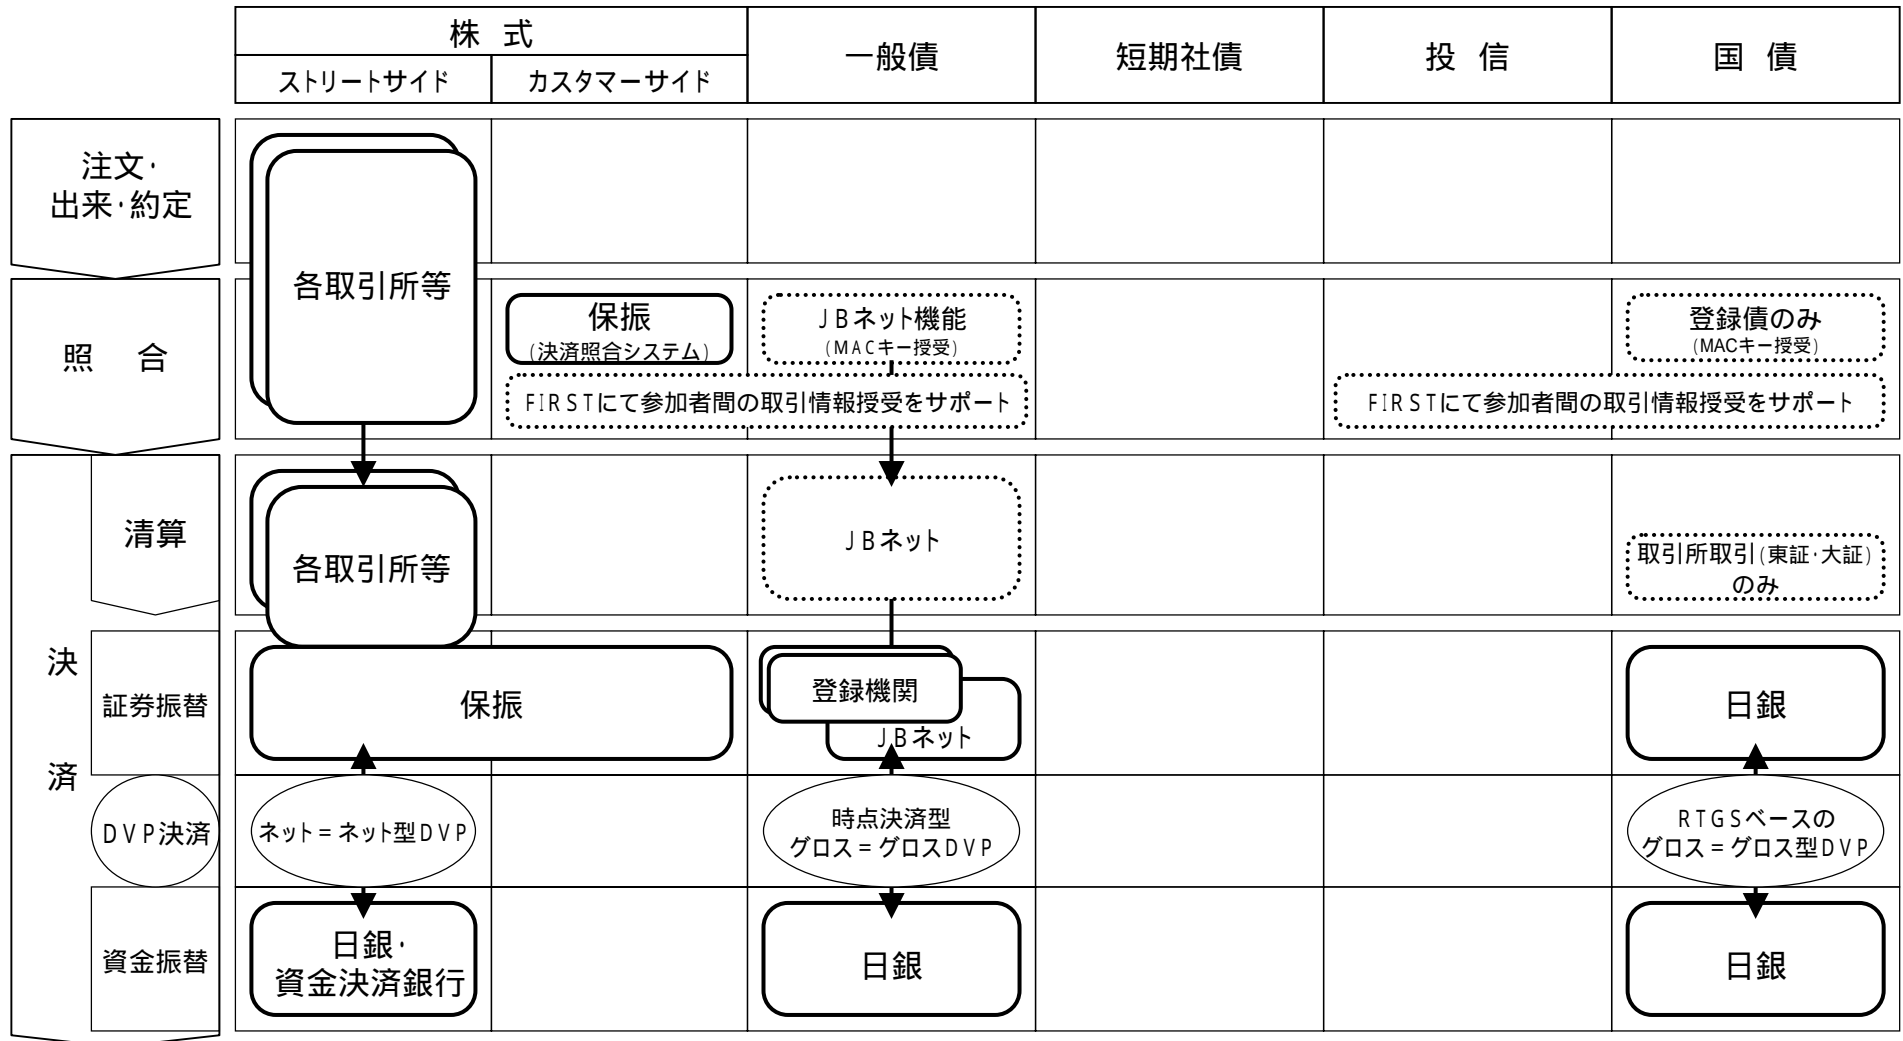 株 式
一般債
短期社債
投 信
国 債
ストリートサイド
カスタマーサイド
注文・
出来・約定
各取引所等
照 合
保振
(決済照合システム)
JBネット機能
(MACキー授受)
登録債のみ
(MACキー授受)
FIRSTにて参加者間の取引情報授受をサポート
FIRSTにて参加者間の取引情報授受をサポート
決 済
清算
各取引所等
JBネット
取引所取引(東証・大証)
のみ
証券振替
保振
登録機関
JBネット
日銀
DVP決済
ネット=ネット型DVP
時点決済型
グロス=グロスDVP
RTGSベースの
グロス=グロス型DVP
資金振替
日銀・
資金決済銀行
日銀
日銀